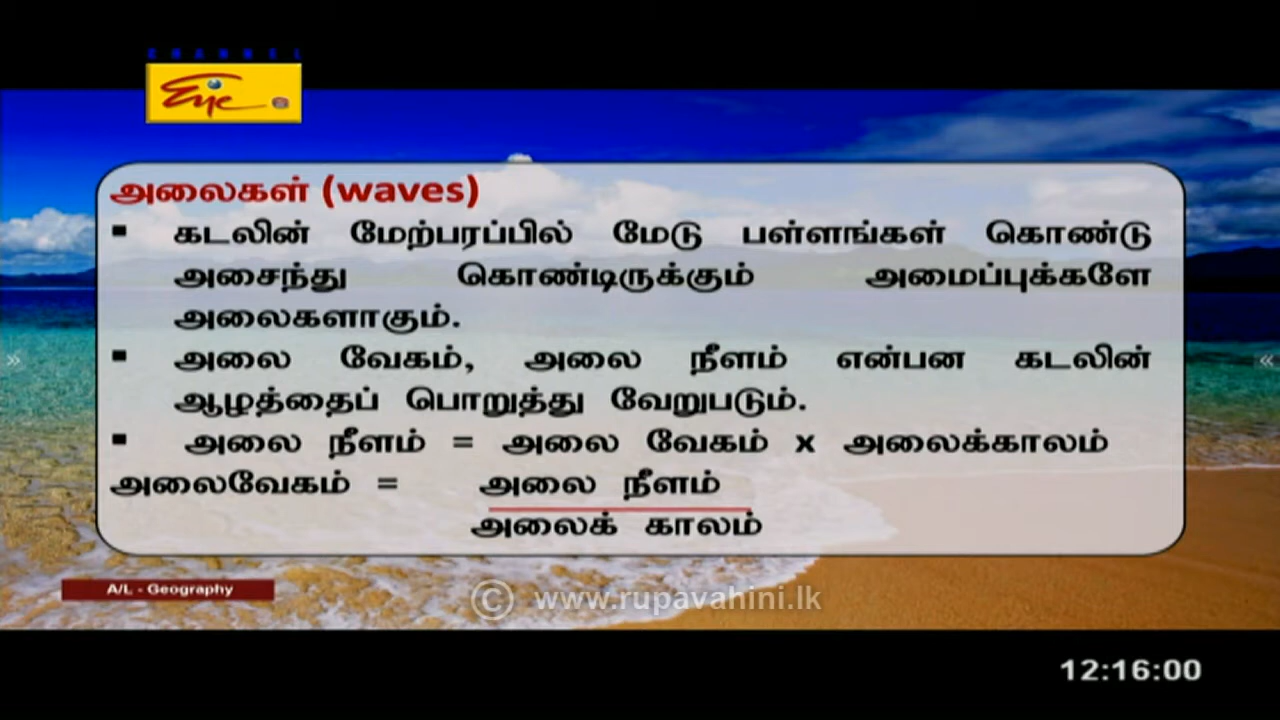 CHANNEL
Eye
அலைகள் (waves)
▪ கடலின் மேற்பரப்பில் மேடு பள்ளங்கள் கொண்டு
அசைந்து கொண்டிருக்கும் அமைப்புக்களே
அலைகளாகும்.
▪ அலை வேகம், அலை நீளம் என்பன கடலின்
ஆழத்தைப் பொறுத்து வேறுபடும்.
▪ அலை நீளம் = அலை வேகம் x அலைக்காலம்
அலைவேகம் = அலை நீளம்
அலைக் காலம்
A/L - Geography
© www.rupavahini.lk
12:16:00